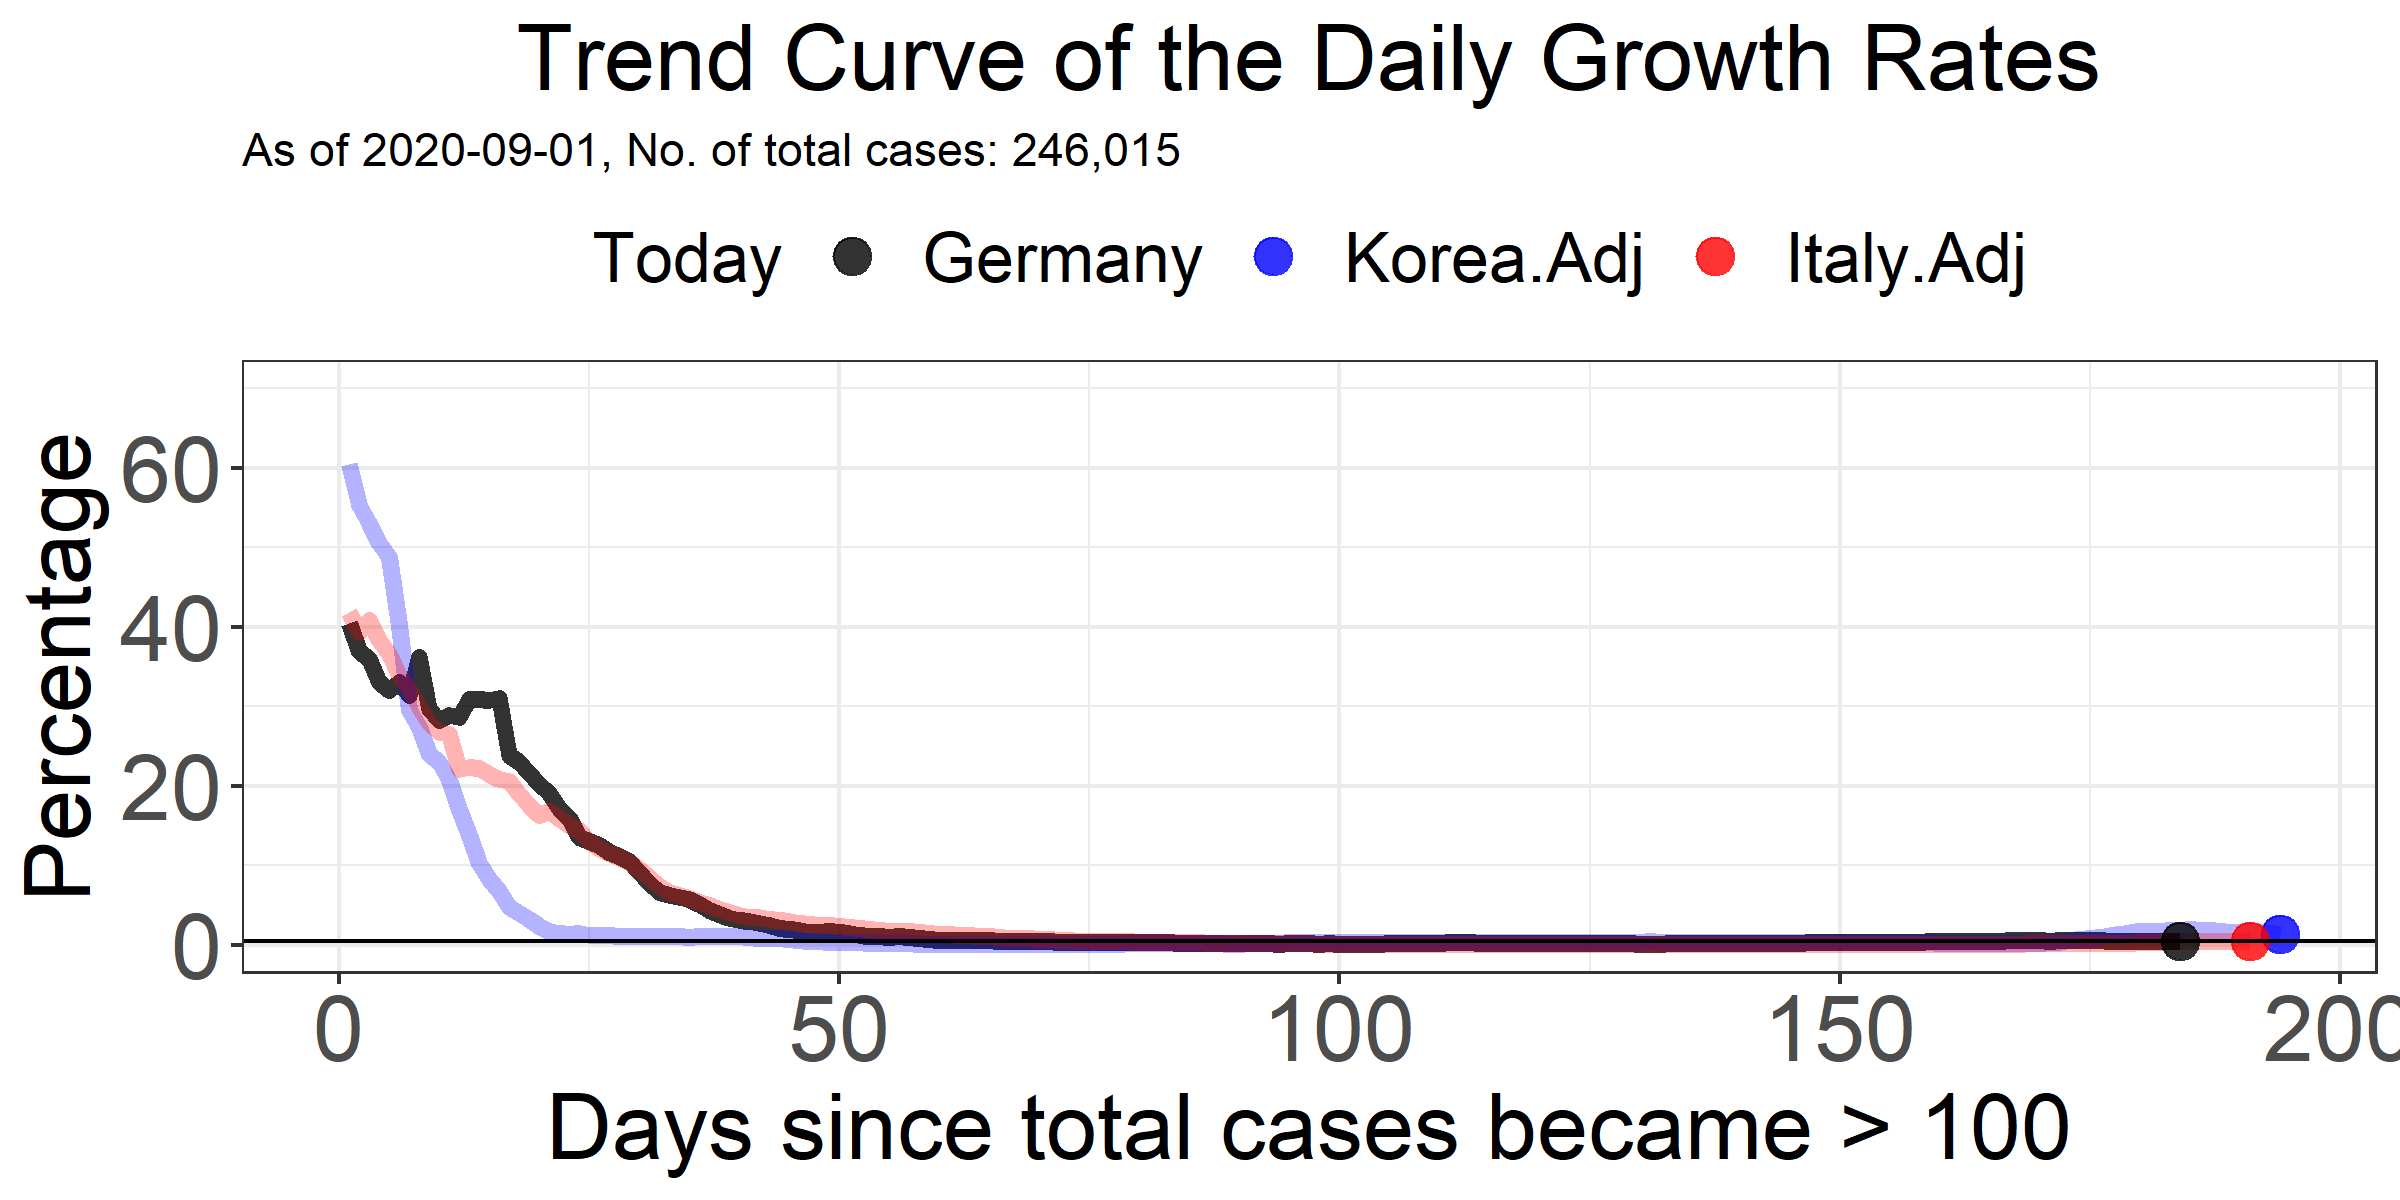 Trend Curve of the Daily Growth Rates
As of 2020-09-01, No. of total cases: 246,015
Today Germany Korea.Adj Italy.Adj
Percentage
60
40
20
0
0 50 100 150 200
Days since total cases became > 100